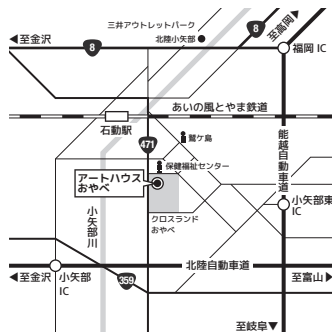 三井アウトレットパーク
北陸小矢部
至高岡▶
8
◀至金沢
8
福岡 IC
あいの風とやま鉄道
石動駅
鷲ケ島
471
保健福祉センター
能越自動車道
アートハウス
おやべ
小矢部川
クロスランド
おやべ
小矢部東
IC
北陸自動車道
◀至金沢
小矢部
IC
359
至富山▶
至岐阜▼